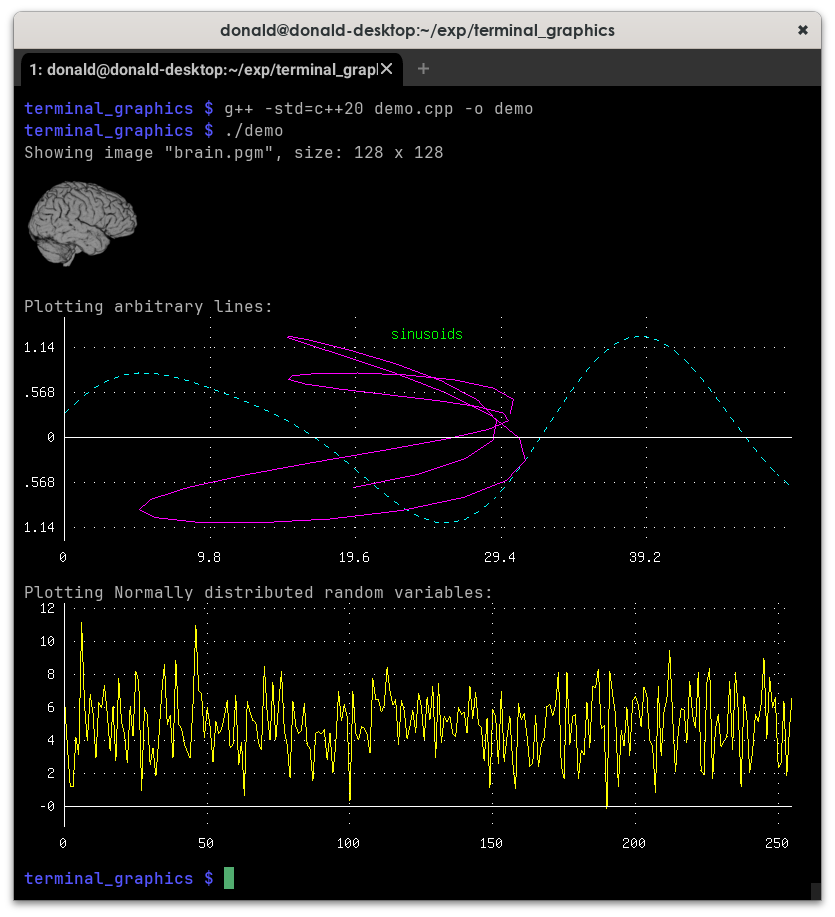 donald@donald-desktop:~/exp/terminal_graphics
1: donald@donald-desktop:~/exp/terminal_grap
terminal_graphics $ g++ -std=c++20 demo.cpp -o demo
terminal_graphics $ ./demo
Showing image "brain.pgm", size: 128 x 128
Plotting arbitrary lines:
sinusoids
1.14
.568
0
.568
1.14
0 9.8 19.6 29.4 39.2
Plotting Normally distributed random variables:
12
10
8
6
4
2
-0
0 50 100 150 200 250
terminal_graphics $